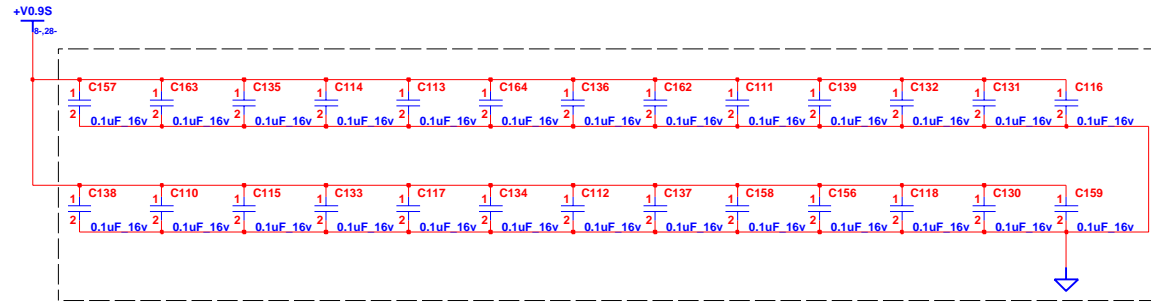 +V0.9S
8-,28-
C157 C163 C135 C114 C113 C164 C136 C162 C111 C139 C132 C131 C116
1 1 1 1 1 1 1 1 1 1 1 1 1
2 2 2 2 2 2 2 2 2 2 2 2 2
0.1uF_16v 0.1uF_16v 0.1uF_16v 0.1uF_16v 0.1uF_16v 0.1uF_16v 0.1uF_16v 0.1uF_16v 0.1uF_16v 0.1uF_16v 0.1uF_16v 0.1uF_16v 0.1uF_16v
C138 C110 C115 C133 C117 C134 C112 C137 C158 C156 C118 C130 C159
1 1 1 1 1 1 1 1 1 1 1 1 1
2 2 2 2 2 2 2 2 2 2 2 2 2
0.1uF_16v 0.1uF_16v 0.1uF_16v 0.1uF_16v 0.1uF_16v 0.1uF_16v 0.1uF_16v 0.1uF_16v 0.1uF_16v 0.1uF_16v 0.1uF_16v 0.1uF_16v 0.1uF_16v